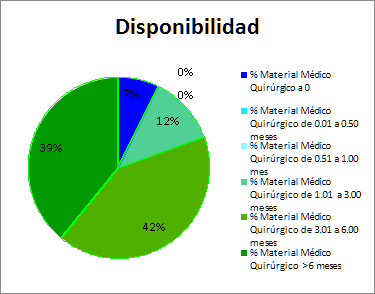 Disponibilidad
7%
0%
0%
12%
42%
39%
% Material Médico
Quirúrgico a 0
% Material Médico
Quirúrgico de 0.01 a 0.50
meses
% Material Médico
Quirúrgico de 0.51 a 1.00
mes
% Material Médico
Quirúrgico de 1.01 a 3.00
meses
% Material Médico
Quirúrgico de 3.01 a 6.00
meses
% Material Médico
Quirúrgico >6 meses